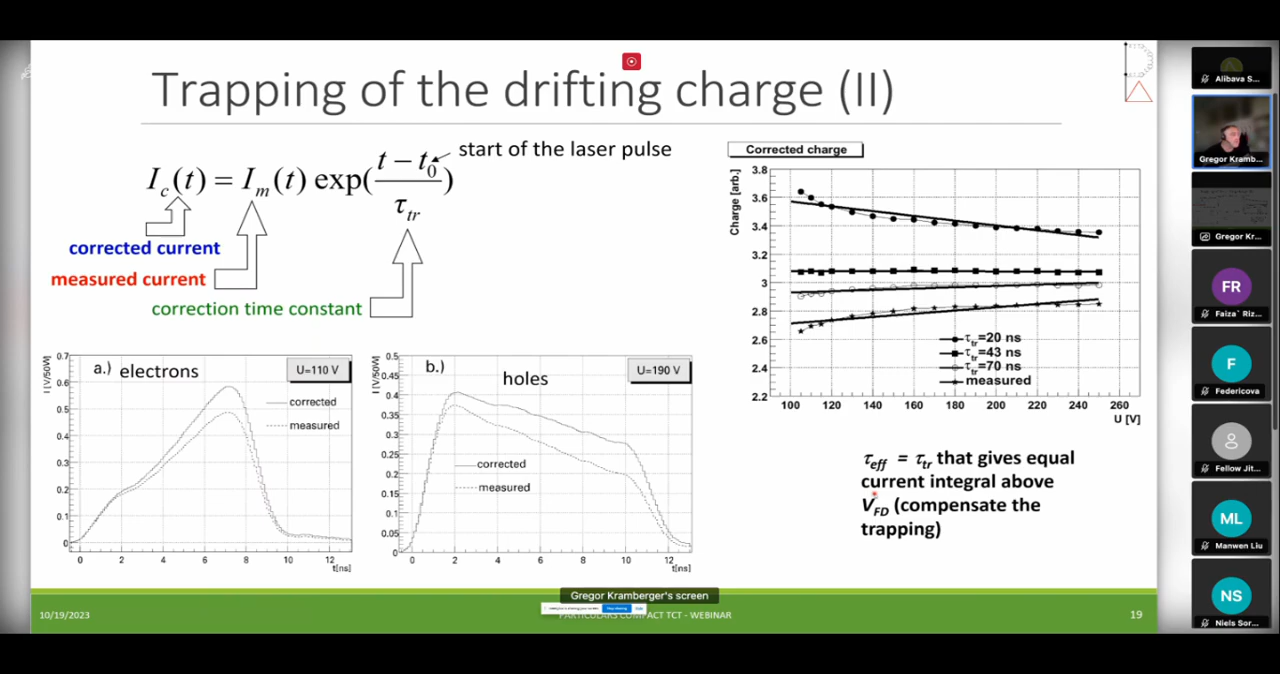 Trapping of the drifting charge (II)
I_c(t) = I_m(t) exp((t − t_0)/τ_tr)
start of the laser pulse
corrected current
measured current
correction time constant
Corrected charge
Charge [arb.]
3.8
3.6
3.4
3.2
3
2.8
2.6
2.4
2.2
100 120 140 160 180 200 220 240 260
U [V]
τ_tr=20 ns
τ_tr=43 ns
τ_tr=70 ns
measured
a.) electrons
U=110 V
corrected
measured
I [V/50W]
0.7
0.6
0.5
0.4
0.3
0.2
0.1
0
0 2 4 6 8 10 12
t[ns]
b.)
holes
U=190 V
corrected
measured
I [V/50W]
0.5
0.45
0.4
0.35
0.3
0.25
0.2
0.15
0.1
0.05
0
0 2 4 6 8 10 12
t[ns]
τ_eff = τ_tr that gives equal
current integral above
V_FD (compensate the
trapping)
Gregor Kramberger's screen
10/19/2023
PARTICULARS COMPACT TCT - WEBINAR
19
Alibava S...
Gregor Kramb...
Gregor Kr...
FR
Faiza` Riz...
F
Federicova
Fellow Jit...
ML
Manwen Liu
NS
Niels Sor...